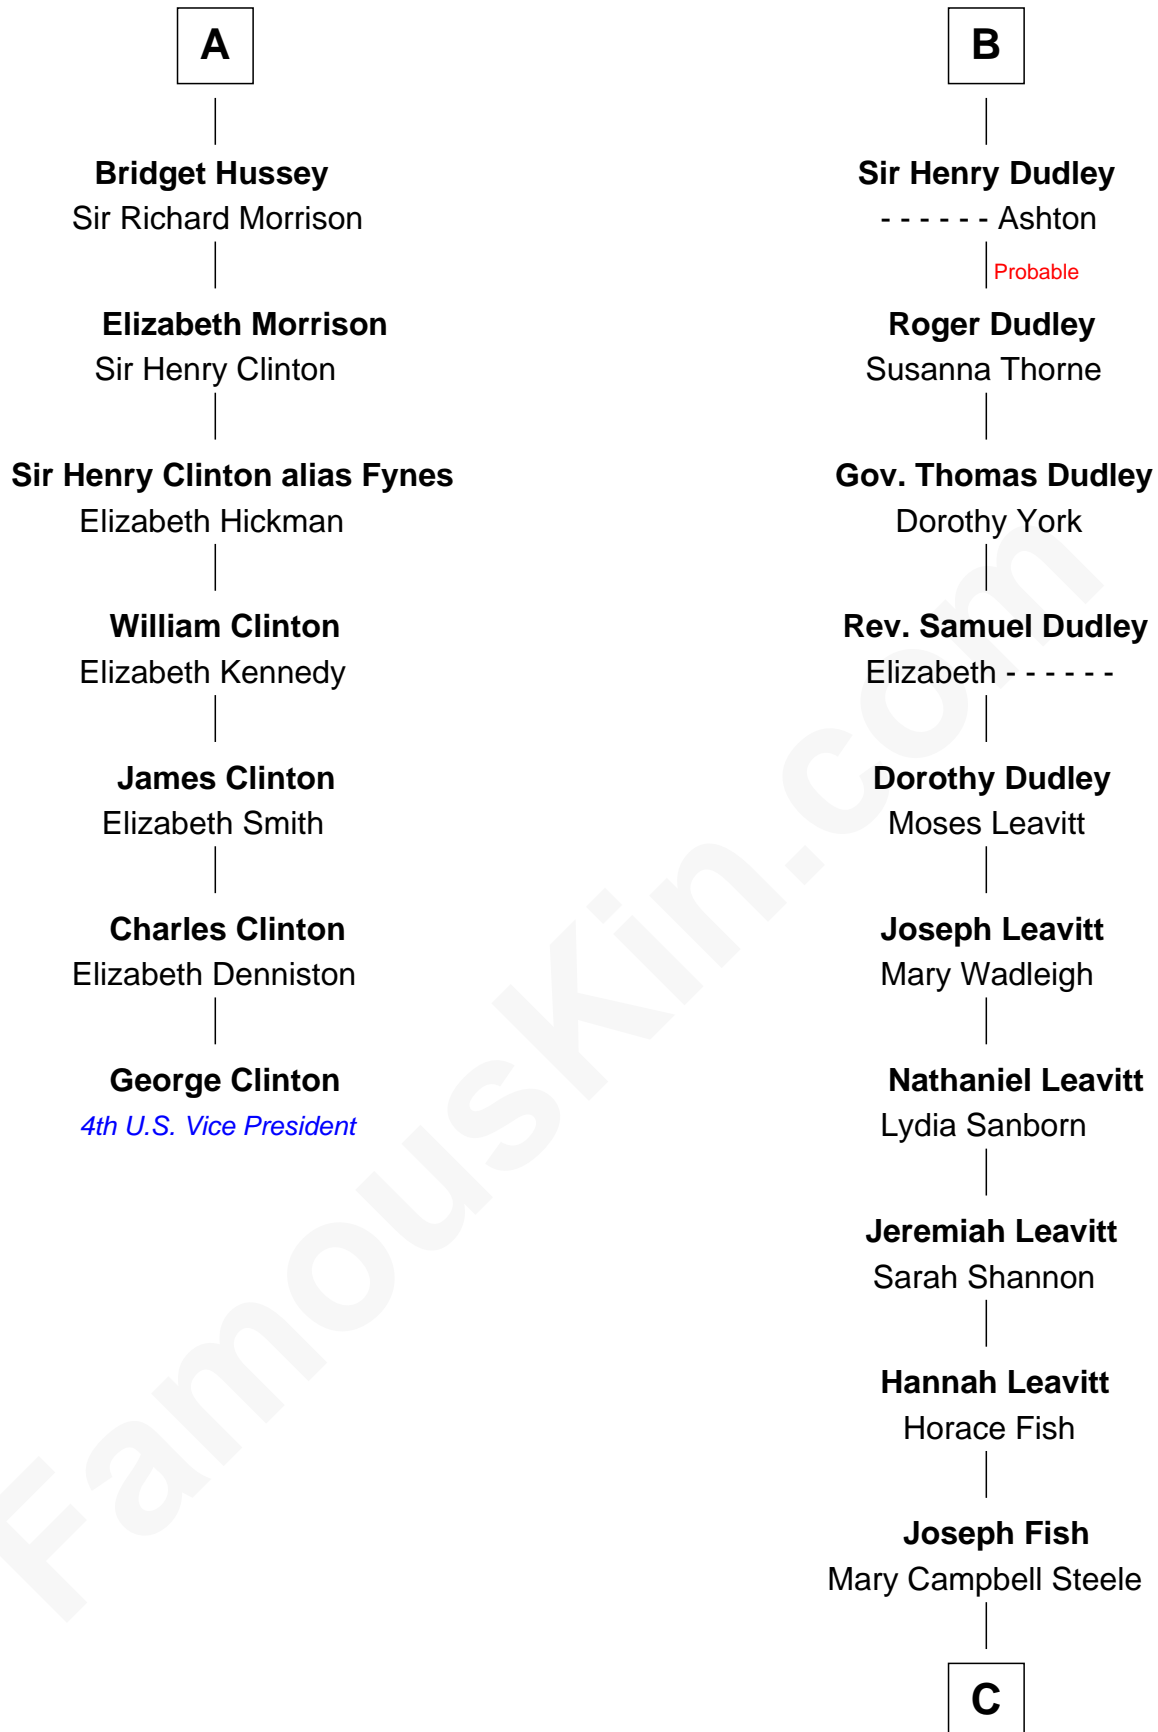 A
Bridget Hussey
Sir Richard Morrison
Elizabeth Morrison
Sir Henry Clinton
Sir Henry Clinton alias Fynes
Elizabeth Hickman
William Clinton
Elizabeth Kennedy
James Clinton
Elizabeth Smith
Charles Clinton
Elizabeth Denniston
George Clinton
4th U.S. Vice President
B
Sir Henry Dudley
- - - - - - Ashton
Probable
Roger Dudley
Susanna Thorne
Gov. Thomas Dudley
Dorothy York
Rev. Samuel Dudley
Elizabeth - - - - - -
Dorothy Dudley
Moses Leavitt
Joseph Leavitt
Mary Wadleigh
Nathaniel Leavitt
Lydia Sanborn
Jeremiah Leavitt
Sarah Shannon
Hannah Leavitt
Horace Fish
Joseph Fish
Mary Campbell Steele
C
FamousKin.com